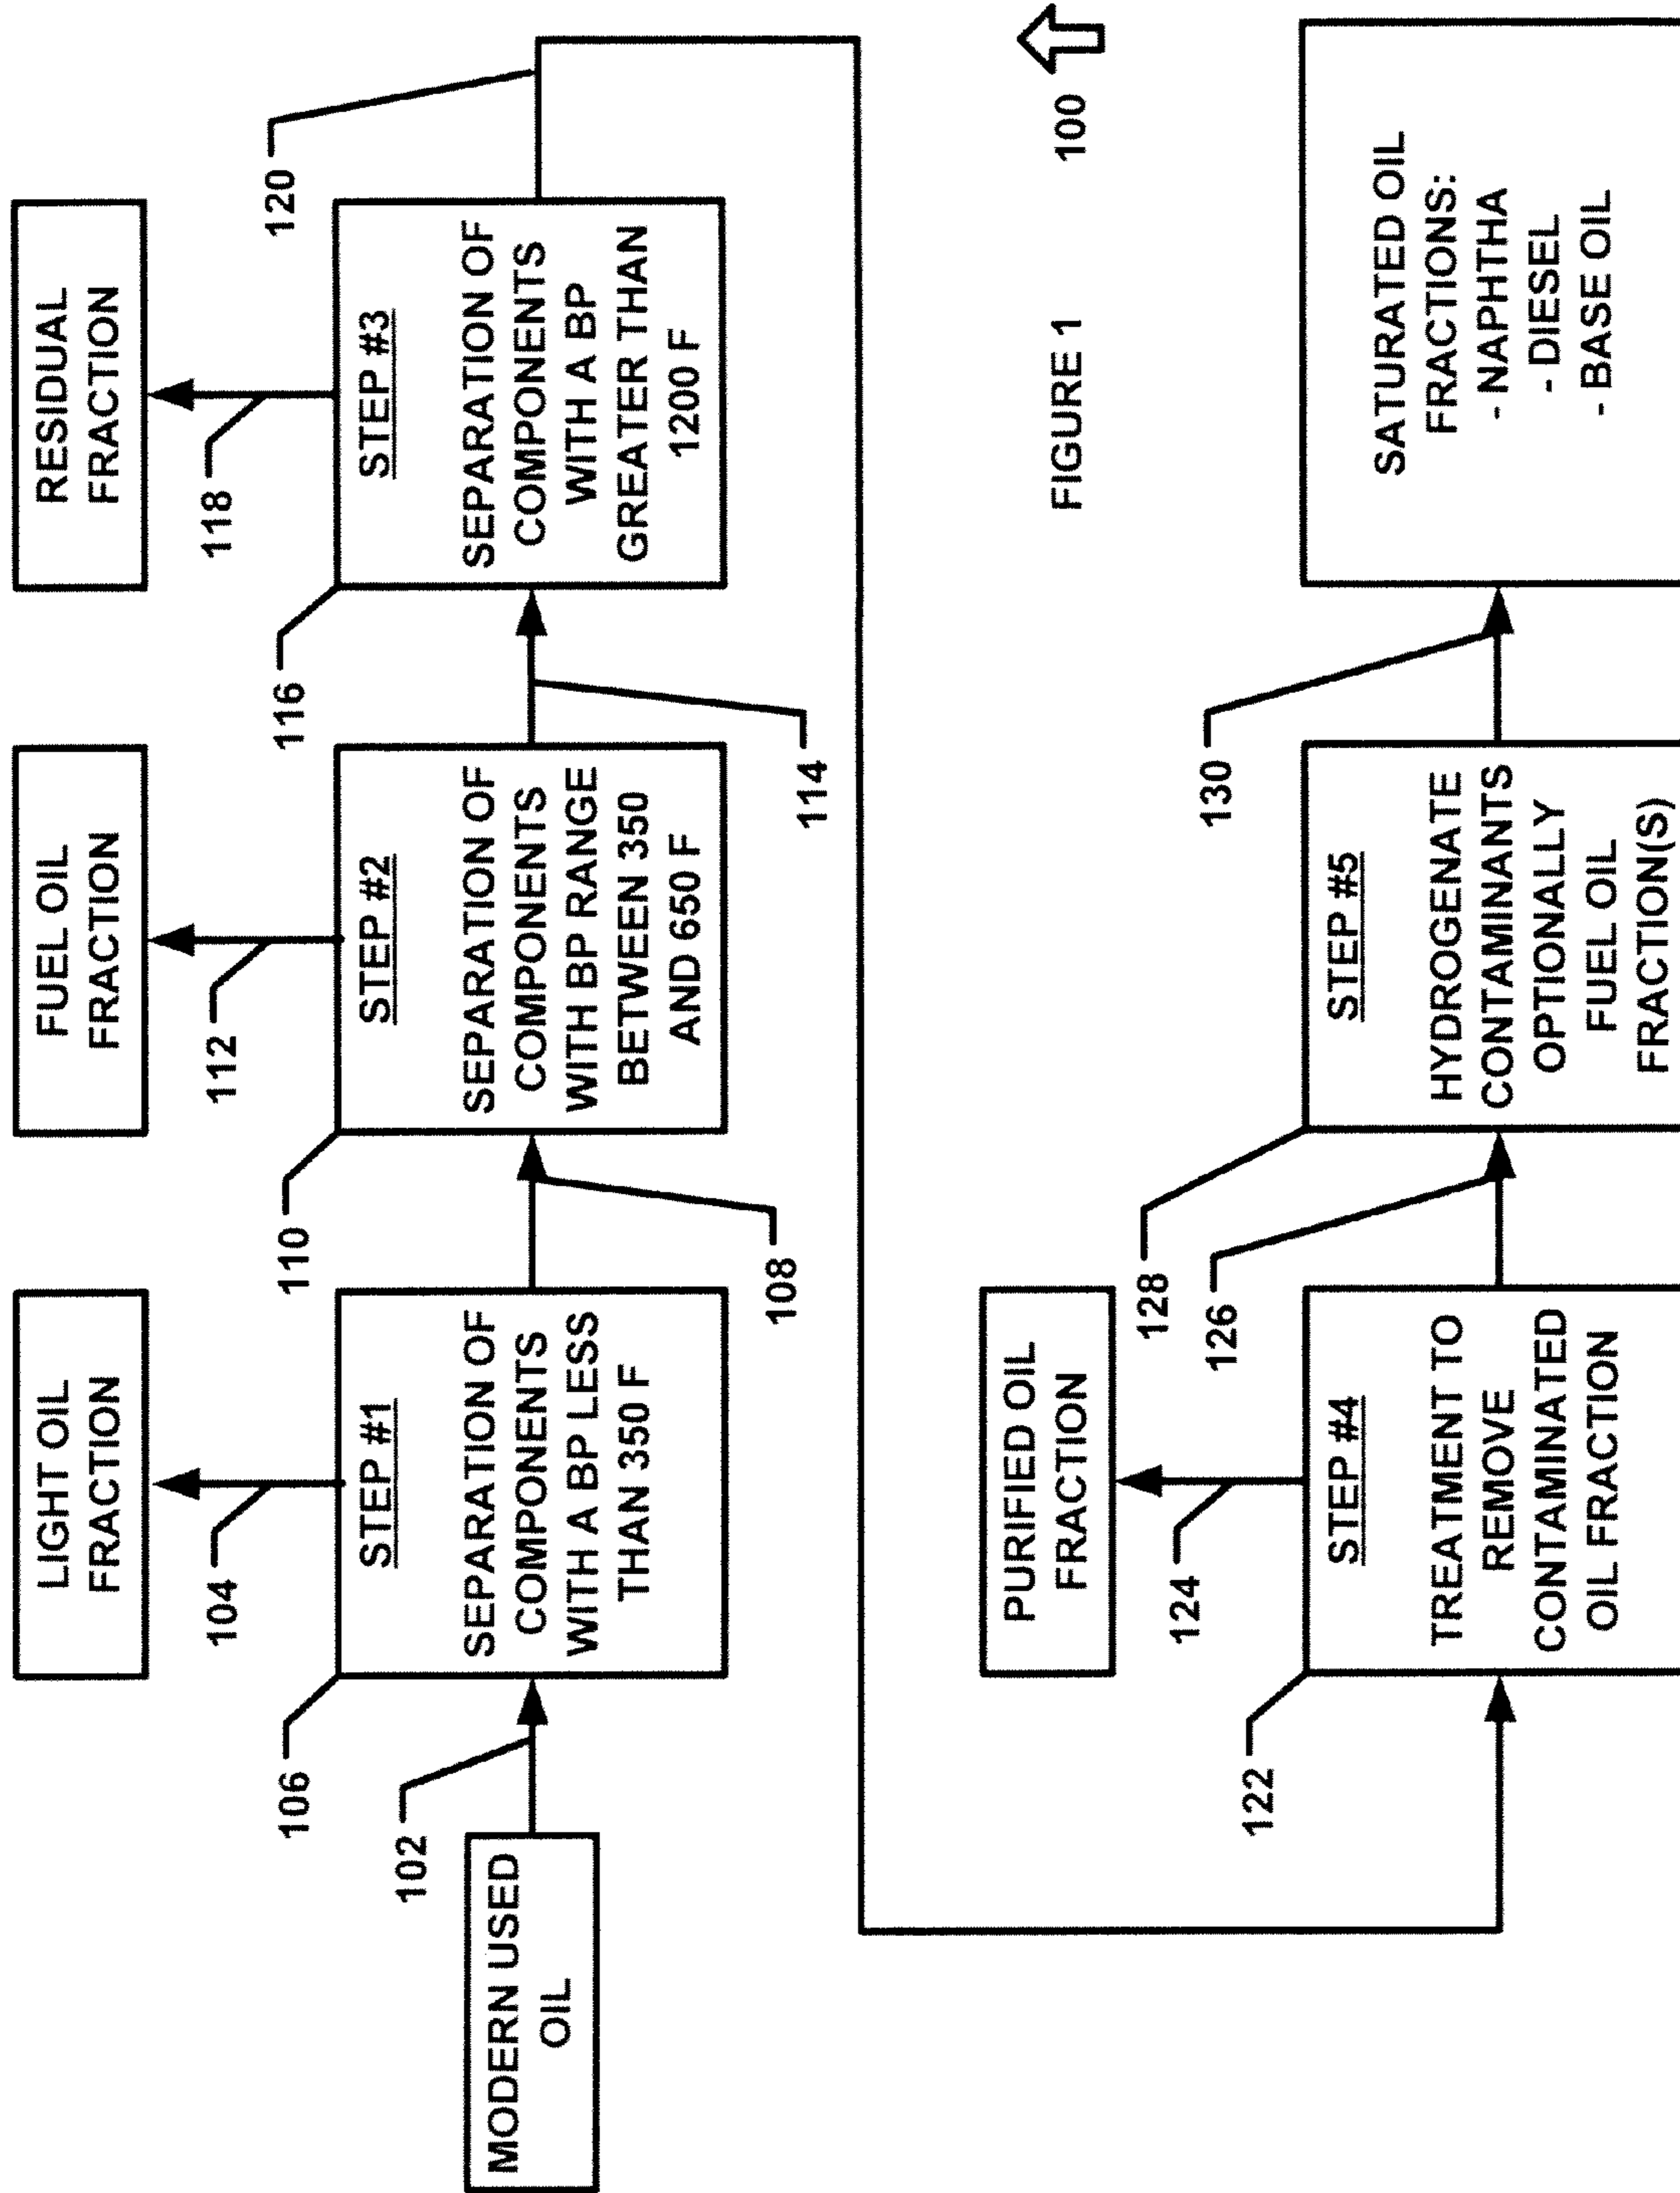 LIGHT OIL
FRACTION
FUEL OIL
FRACTION
RESIDUAL
FRACTION
104
112
118
120
106
110
116
STEP #1
SEPARATION OF
COMPONENTS
WITH A BP LESS
THAN 350 F
STEP #2
SEPARATION OF
COMPONENTS
WITH BP RANGE
BETWEEN 350
AND 650 F
STEP #3
SEPARATION OF
COMPONENTS
WITH A BP
GREATER THAN
1200 F
102
MODERN USED
OIL
108
114
FIGURE 1
100
PURIFIED OIL
FRACTION
124
128
126
130
122
STEP #4
TREATMENT TO
REMOVE
CONTAMINATED
OIL FRACTION
STEP #5
HYDROGENATE
CONTAMINANTS
OPTIONALLY
FUEL OIL
FRACTION(S)
SATURATED OIL
FRACTIONS:
- NAPHTHA
- DIESEL
- BASE OIL